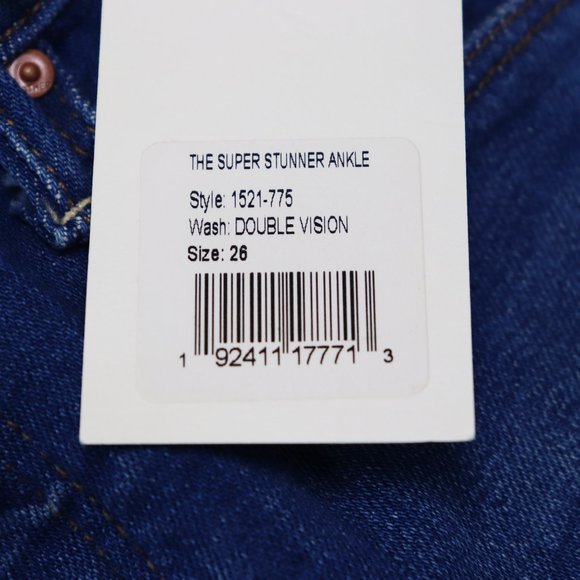 THE SUPER STUNNER ANKLE
Style: 1521-775
Wash: DOUBLE VISION
Size: 26
1 92411 17771 3